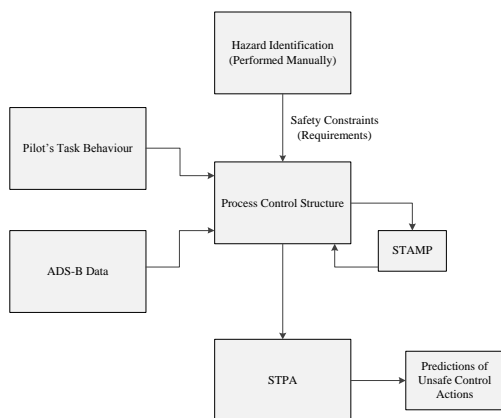 Hazard Identification
(Performed Manually)
Safety Constraints
(Requirements)
Pilot's Task Behaviour
Process Control Structure
STAMP
ADS-B Data
STPA
Predictions of
Unsafe Control
Actions